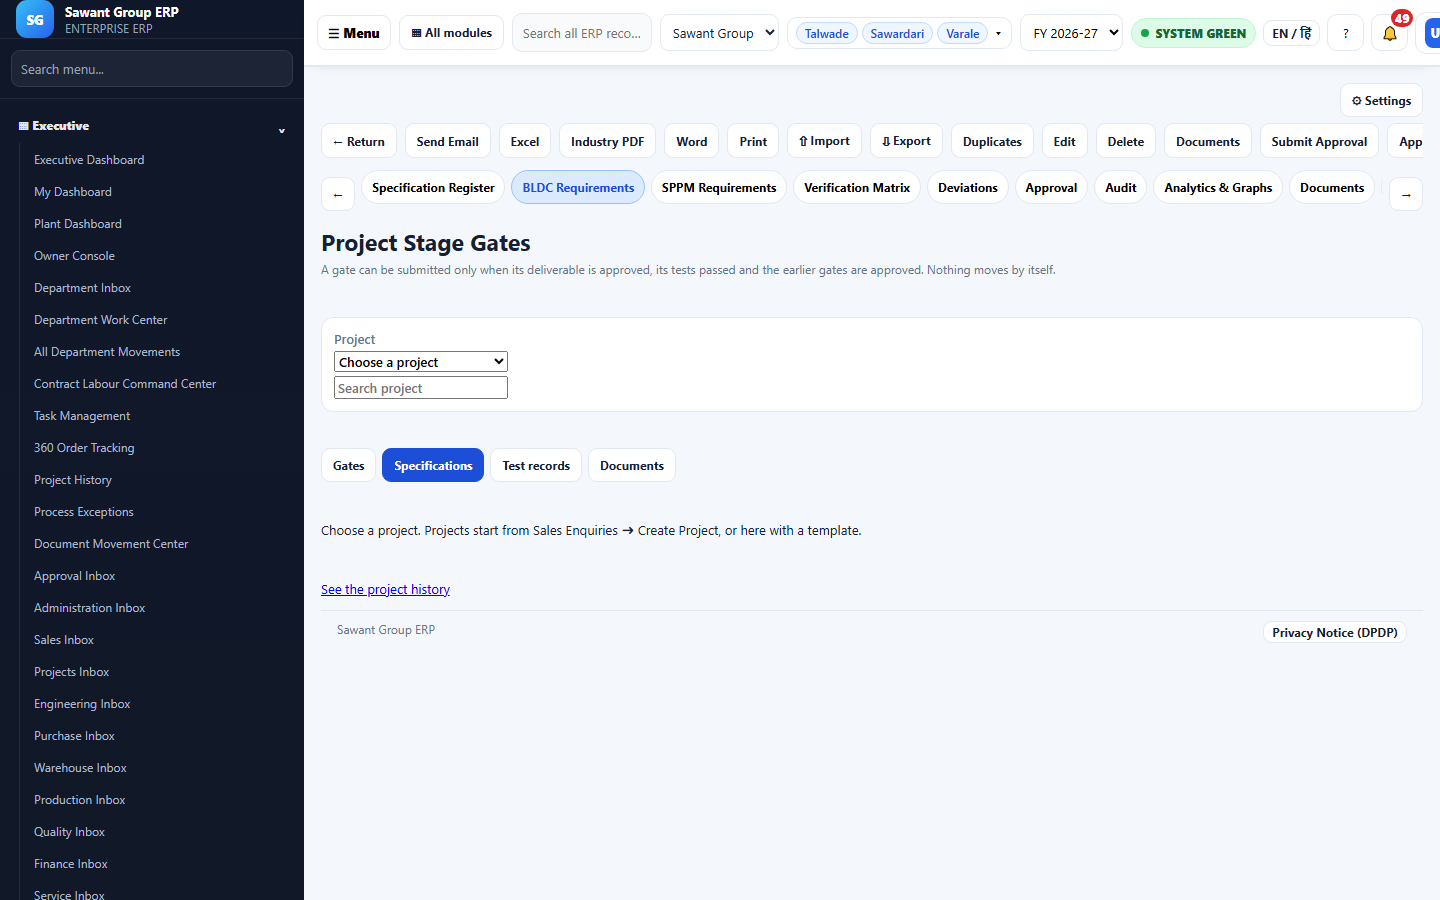 SG
Sawant Group ERP
ENTERPRISE ERP
Search menu...
Executive
Executive Dashboard
My Dashboard
Plant Dashboard
Owner Console
Department Inbox
Department Work Center
All Department Movements
Contract Labour Command Center
Task Management
360 Order Tracking
Project History
Process Exceptions
Document Movement Center
Approval Inbox
Administration Inbox
Sales Inbox
Projects Inbox
Engineering Inbox
Purchase Inbox
Warehouse Inbox
Production Inbox
Quality Inbox
Finance Inbox
Service Inbox
☰ Menu
All modules
Search all ERP reco...
Sawant Group
Talwade Sawardari Varale
FY 2026-27
SYSTEM GREEN
EN / हिं
?
49
U
⚙ Settings
← Return Send Email Excel Industry PDF Word Print ⇧ Import ⇩ Export Duplicates Edit Delete Documents Submit Approval App
← Specification Register BLDC Requirements SPPM Requirements Verification Matrix Deviations Approval Audit Analytics & Graphs Documents →
Project Stage Gates
A gate can be submitted only when its deliverable is approved, its tests passed and the earlier gates are approved. Nothing moves by itself.
Project
Choose a project
Search project
Gates Specifications Test records Documents
Choose a project. Projects start from Sales Enquiries → Create Project, or here with a template.
See the project history
Sawant Group ERP
Privacy Notice (DPDP)